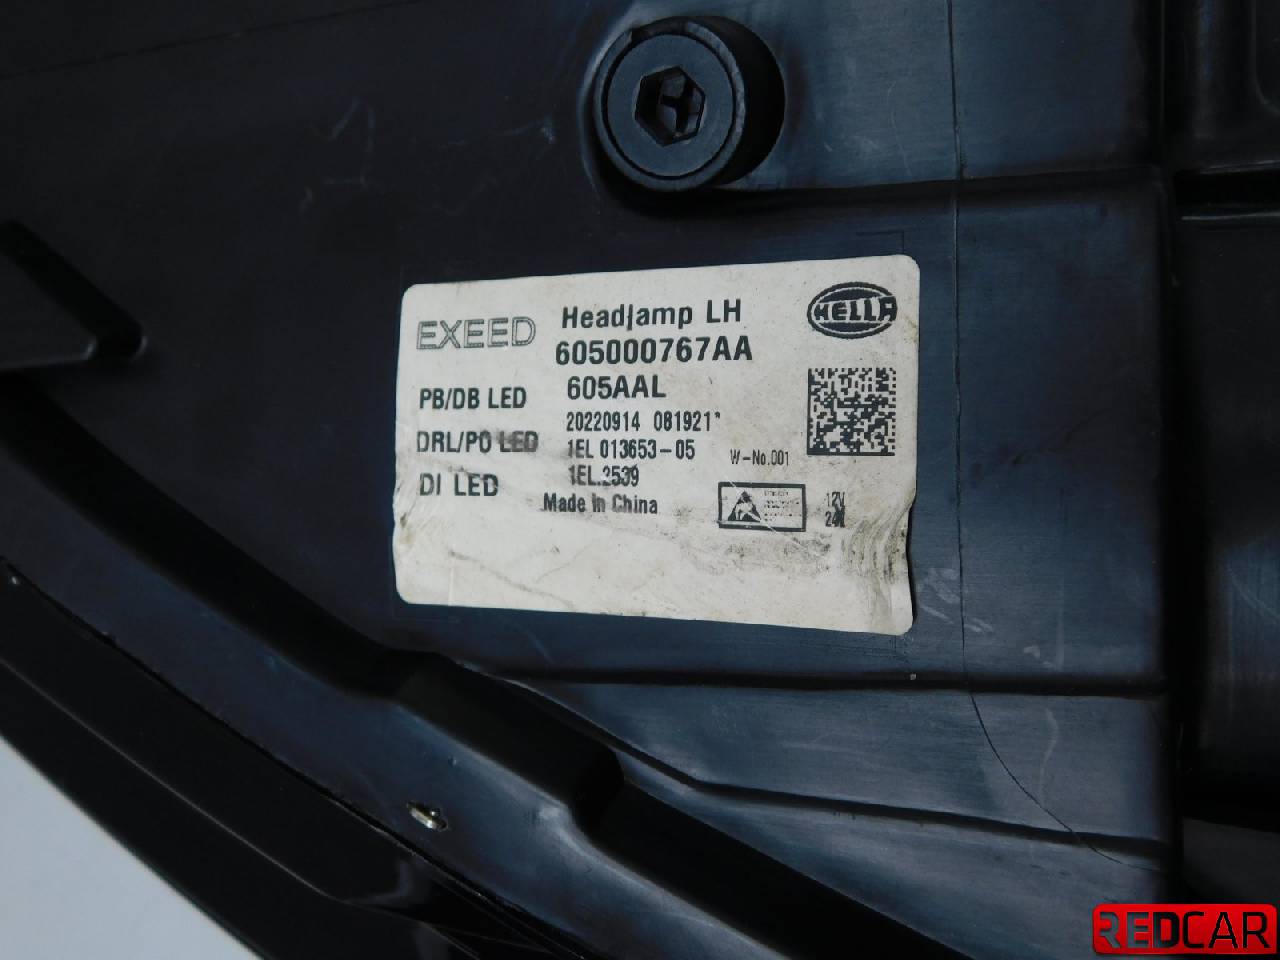 EXEED
Headlamp LH
HELLA
605000767AA
PB/DB LED
605AAL
20220914 081921*
DRL/PO LED
1EL 013653-05
W-No.001
DI LED
1EL.2539
Made in China
12V
REDCAR